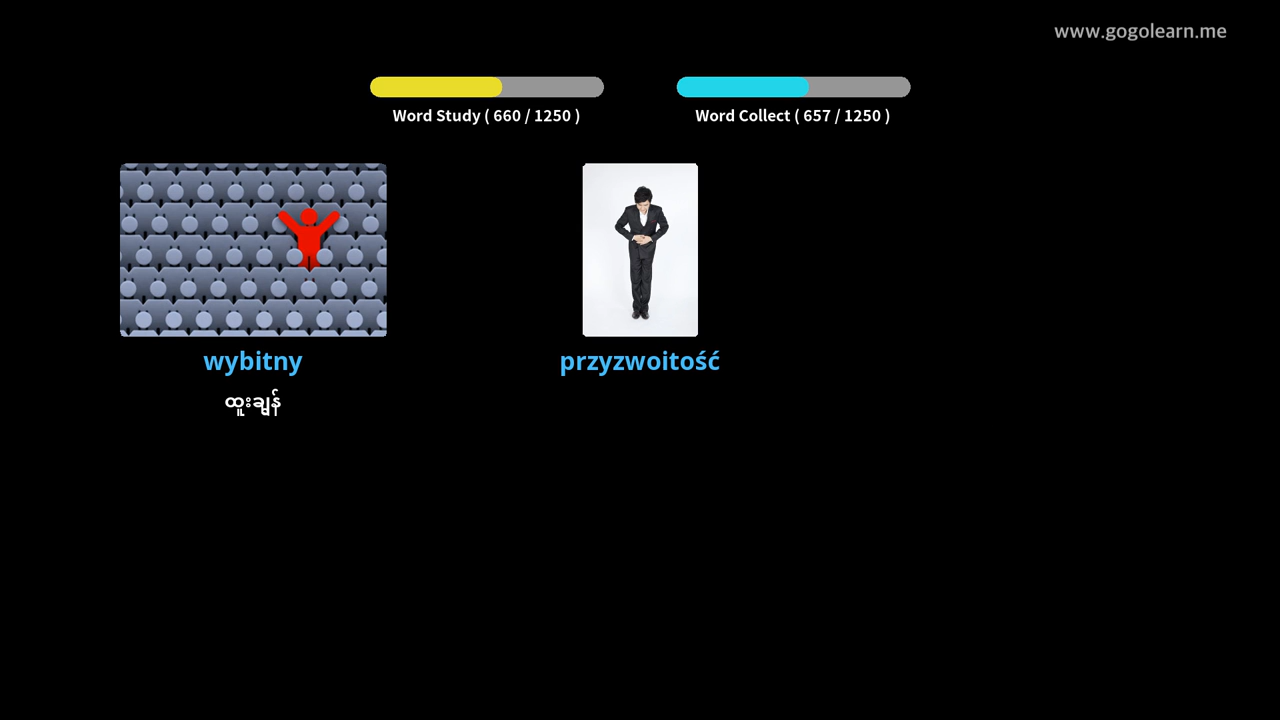 www.gogolearn.me
Word Study ( 660 / 1250 )
Word Collect ( 657 / 1250 )
wybitny
ထူးချွန်
przyzwoitość